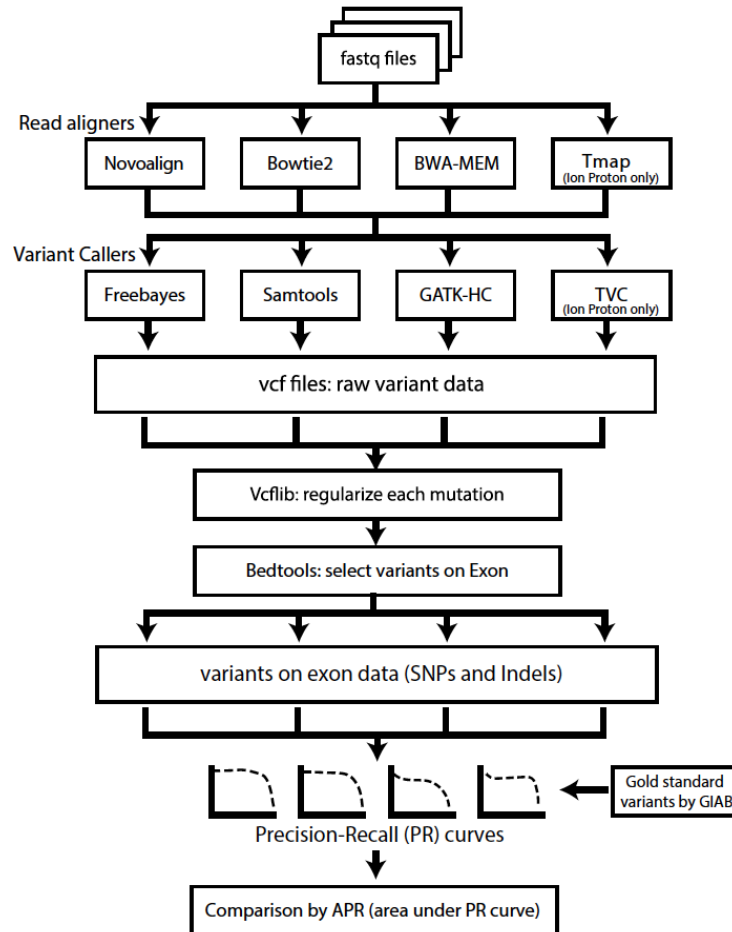 fastq files
Read aligners
Novoalign
Bowtie2
BWA-MEM
Tmap
(Ion Proton only)
Variant Callers
Freebayes
Samtools
GATK-HC
TVC
(Ion Proton only)
vcf files: raw variant data
Vcflib: regularize each mutation
Bedtools: select variants on Exon
variants on exon data (SNPs and Indels)
Gold standard
variants by GIAB
Precision-Recall (PR) curves
Comparison by APR (area under PR curve)